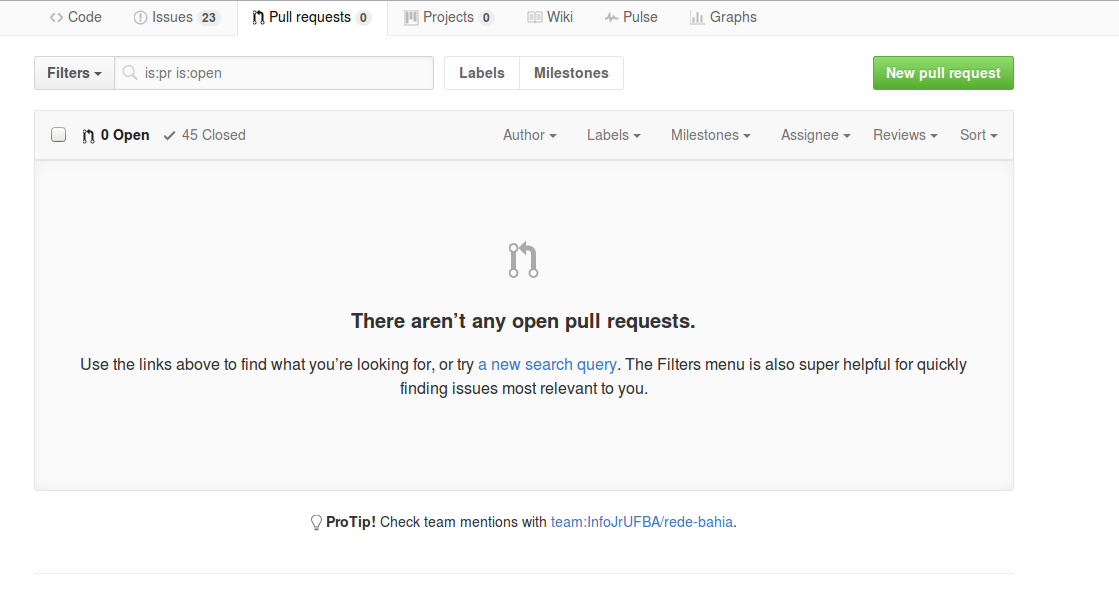 Code Issues 23 Pull requests 0 Projects 0 Wiki Pulse Graphs
Filters is:pr is:open Labels Milestones New pull request
0 Open 45 Closed Author Labels Milestones Assignee Reviews Sort
There aren’t any open pull requests.
Use the links above to find what you’re looking for, or try a new search query. The Filters menu is also super helpful for quickly
finding issues most relevant to you.
ProTip! Check team mentions with team:InfoJrUFBA/rede-bahia.